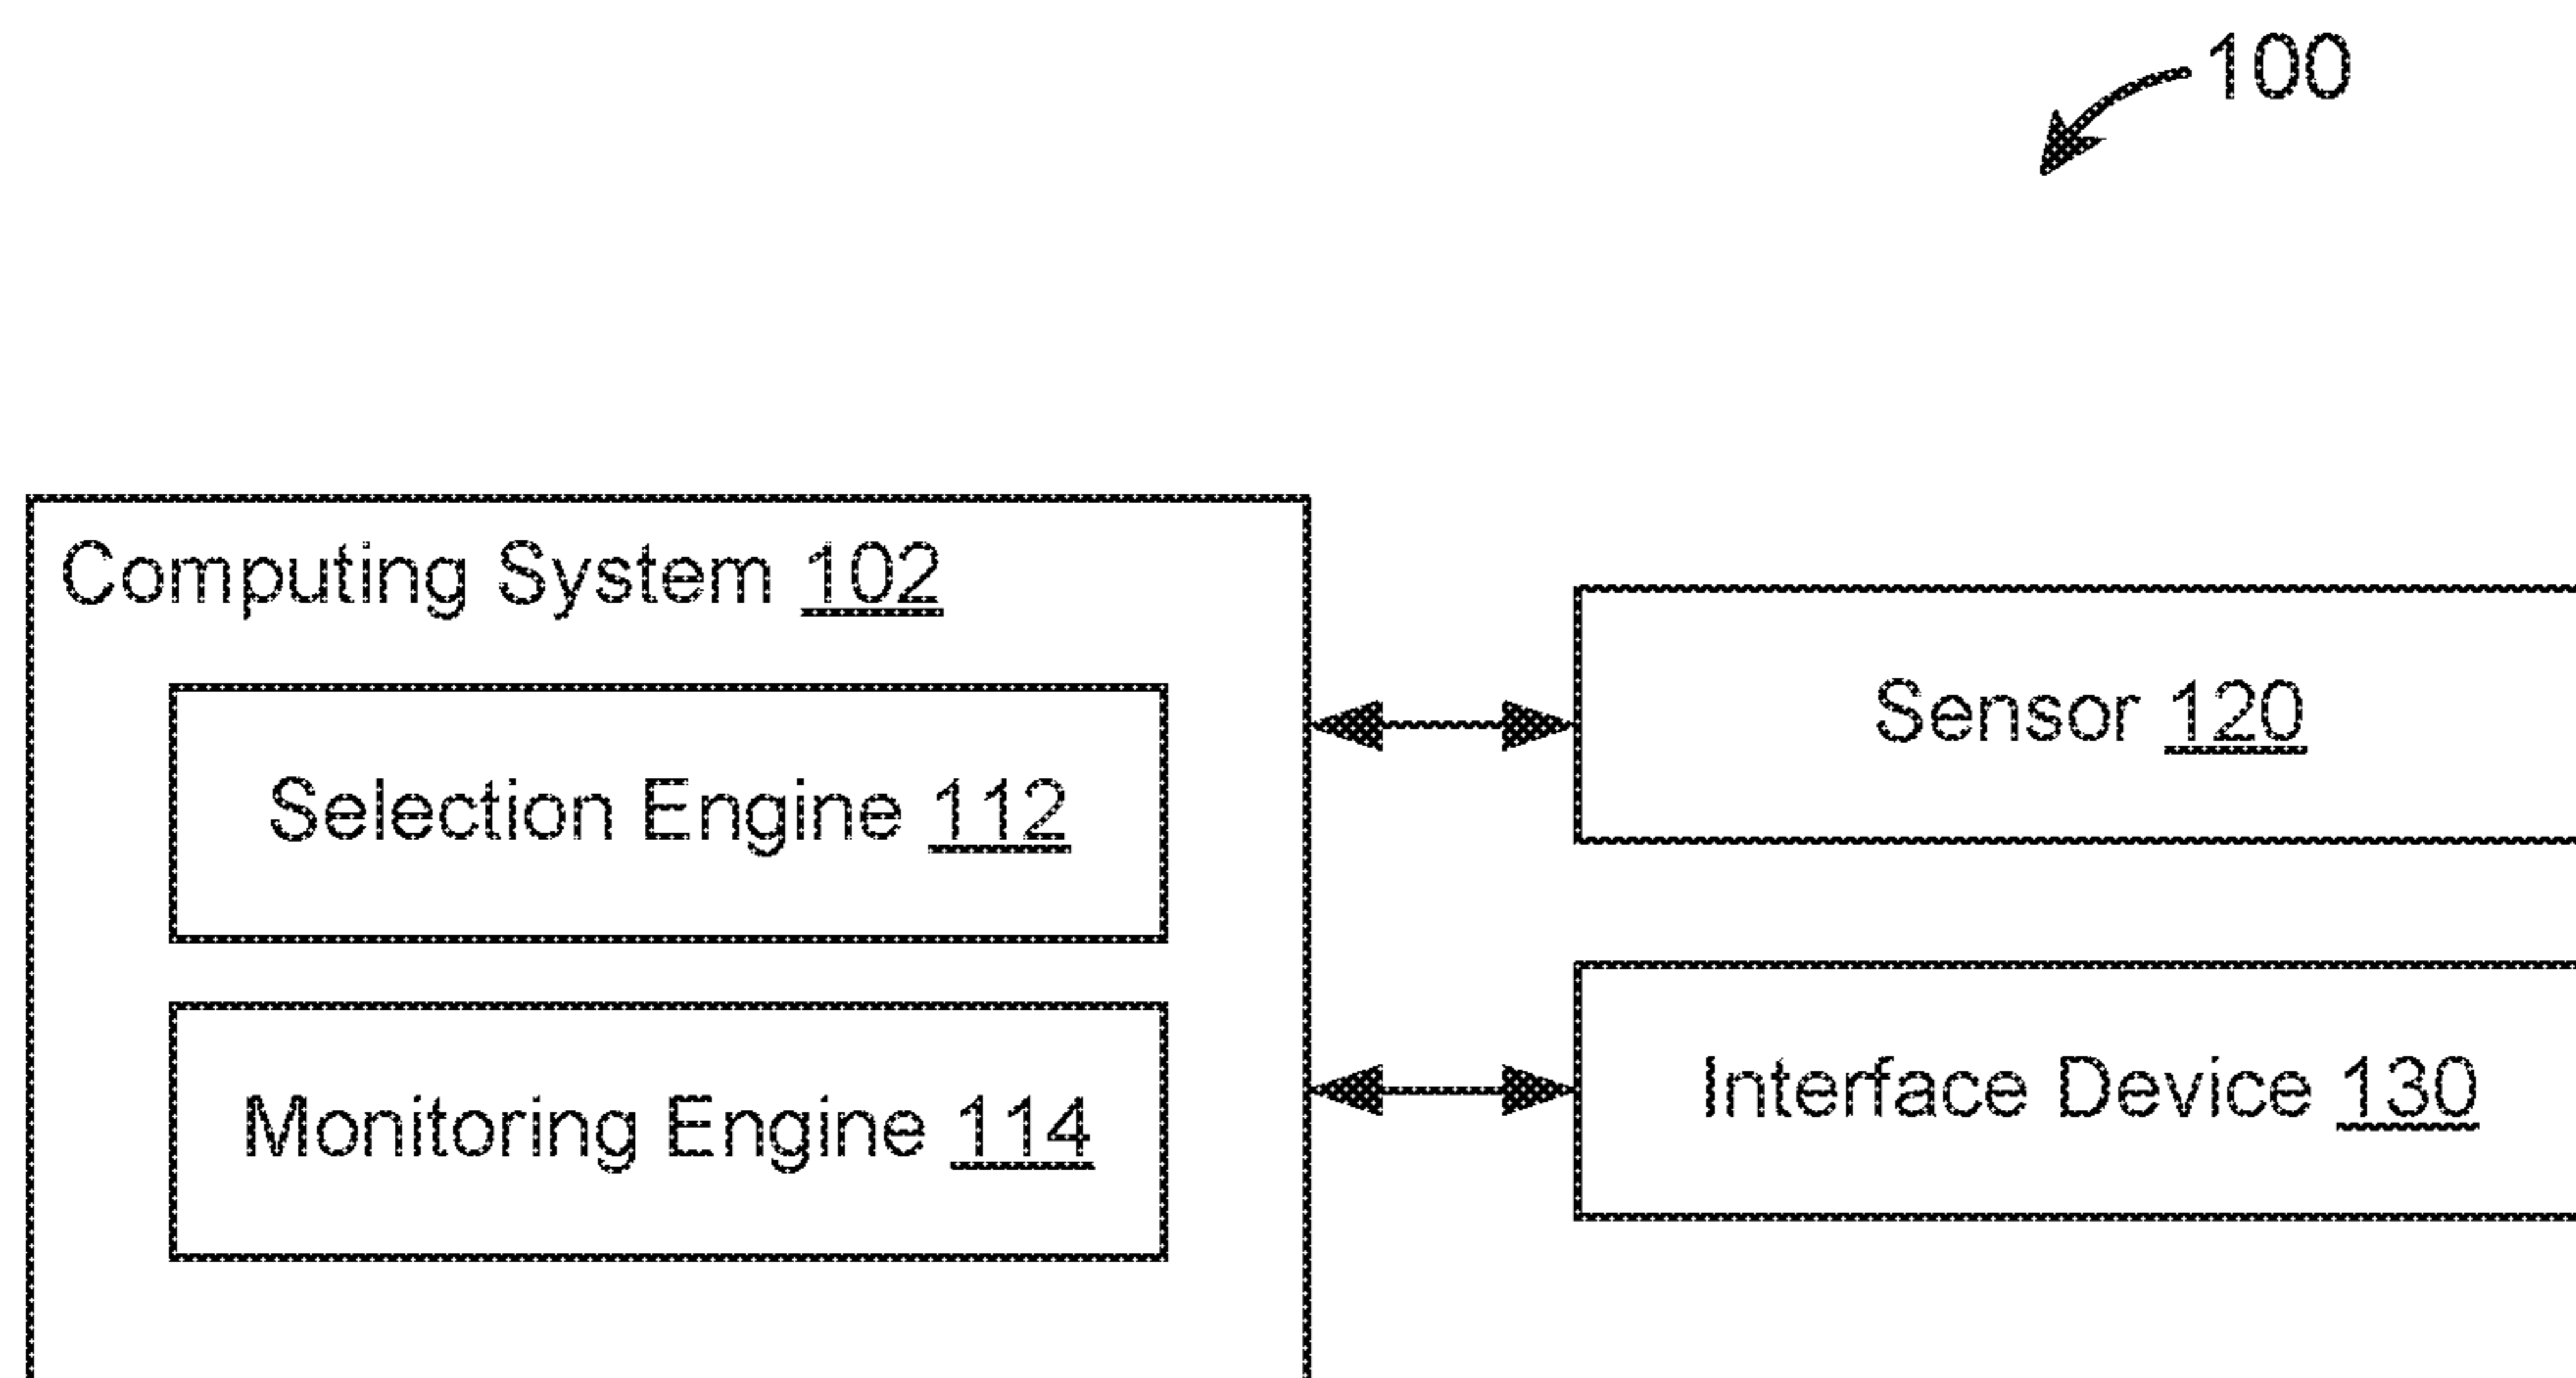 100
Computing System 102
Selection Engine 112
Monitoring Engine 114
Sensor 120
Interface Device 130